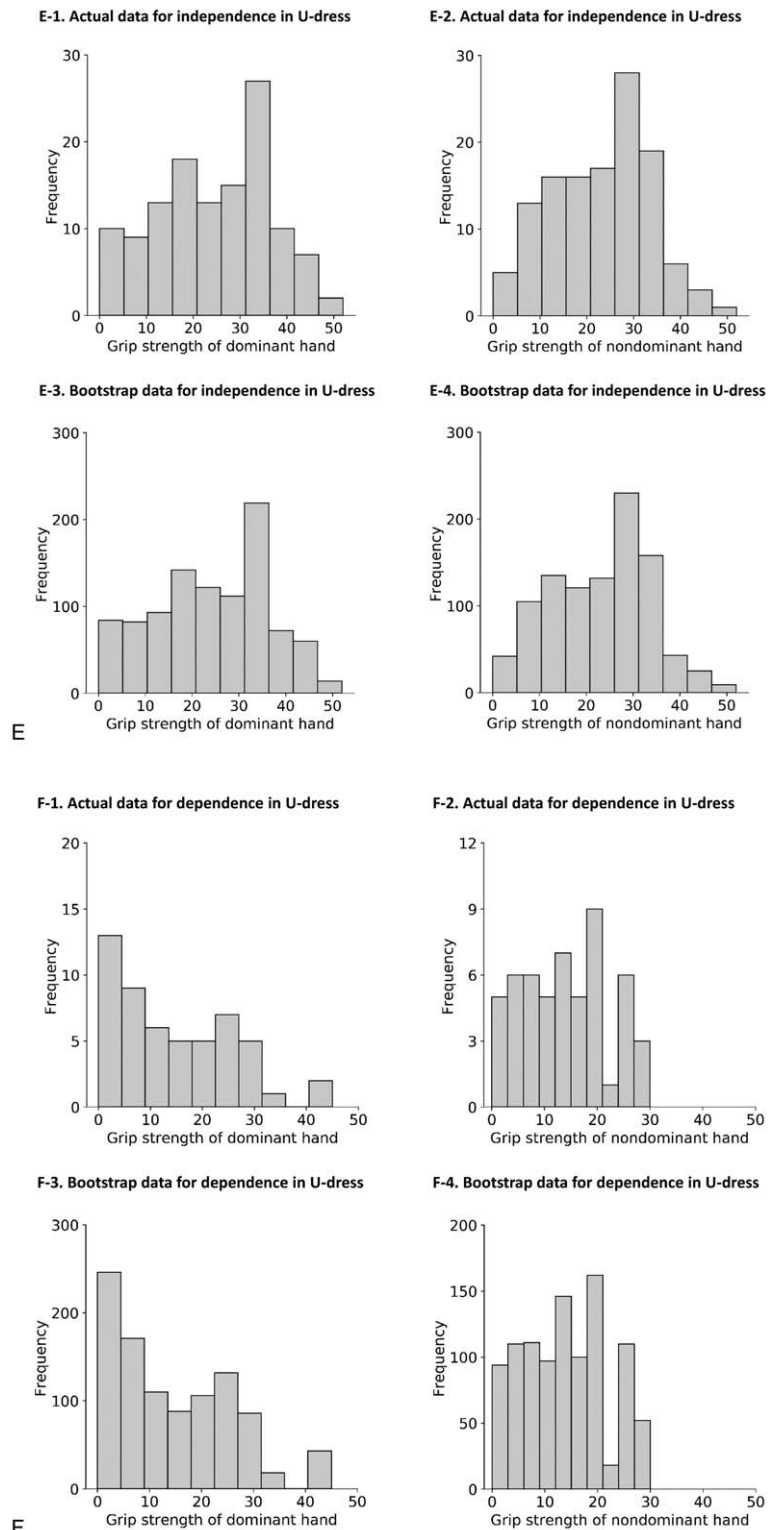 E-1. Actual data for independence in U-dress
E-2. Actual data for independence in U-dress
30
20
10
0
Frequency
0 10 20 30 40 50
Grip strength of dominant hand
30
20
10
0
Frequency
0 10 20 30 40 50
Grip strength of nondominant hand
E-3. Bootstrap data for independence in U-dress
E-4. Bootstrap data for independence in U-dress
300
200
100
0
Frequency
0 10 20 30 40 50
Grip strength of dominant hand
300
200
100
0
Frequency
0 10 20 30 40 50
Grip strength of nondominant hand
E
F-1. Actual data for dependence in U-dress
F-2. Actual data for dependence in U-dress
20
15
10
5
0
Frequency
0 10 20 30 40 50
Grip strength of dominant hand
12
9
6
3
0
Frequency
0 10 20 30 40 50
Grip strength of nondominant hand
F-3. Bootstrap data for dependence in U-dress
F-4. Bootstrap data for dependence in U-dress
300
200
100
0
Frequency
0 10 20 30 40 50
Grip strength of dominant hand
200
150
100
50
0
Frequency
0 10 20 30 40 50
Grip strength of nondominant hand